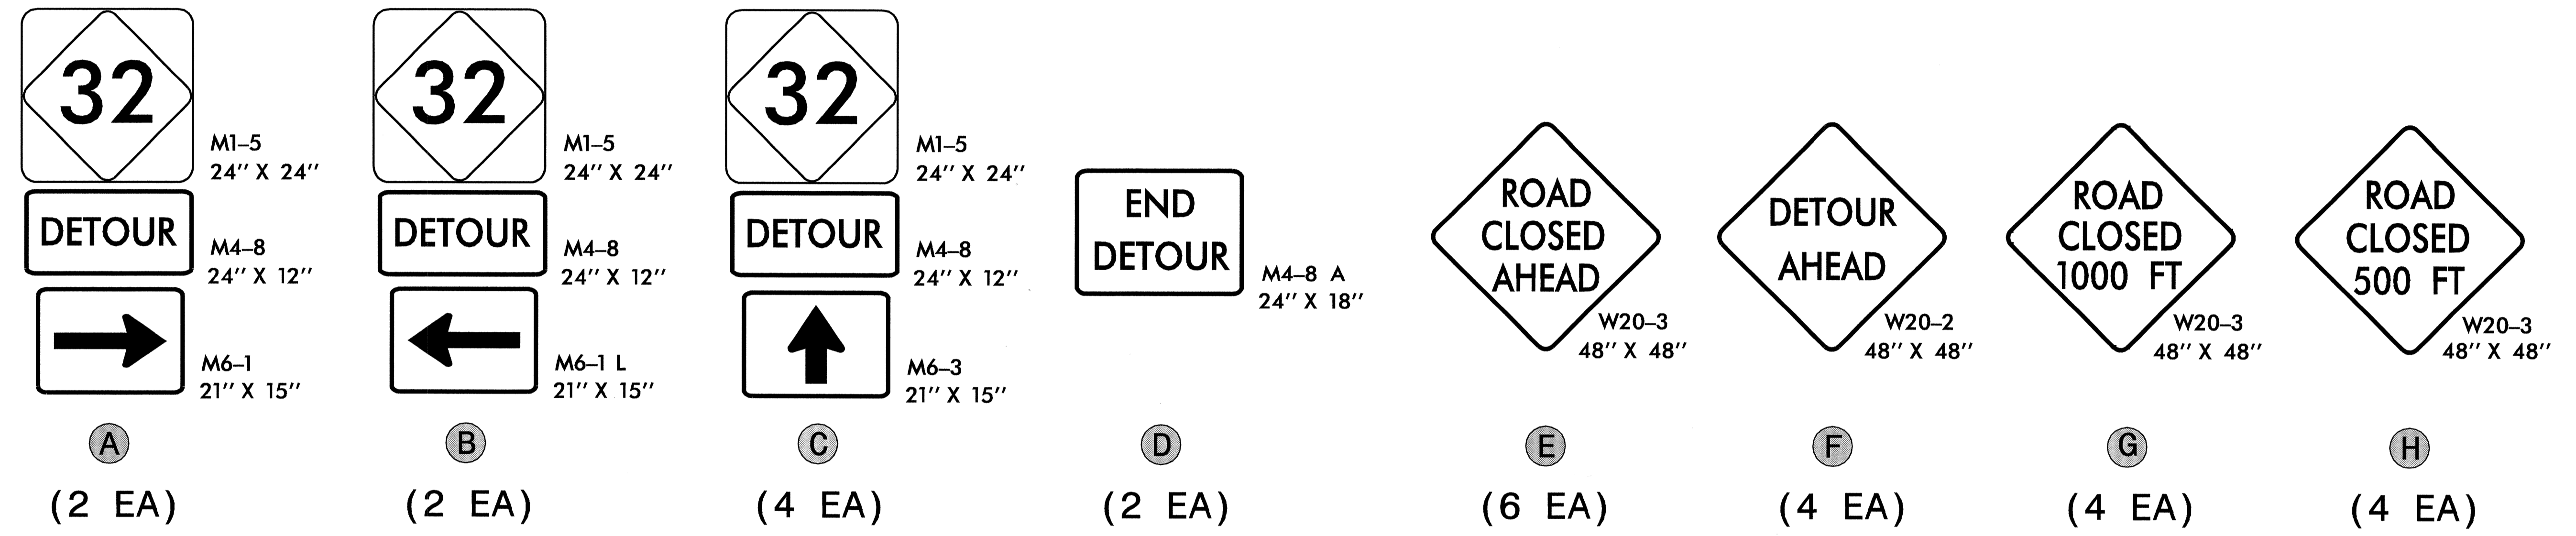 32
M1-5
24" X 24"
DETOUR
M4-8
24" X 12"
M6-1
21" X 15"
A
(2 EA)
32
M1-5
24" X 24"
DETOUR
M4-8
24" X 12"
M6-1 L
21" X 15"
B
(2 EA)
32
M1-5
24" X 24"
DETOUR
M4-8
24" X 12"
M6-3
21" X 15"
C
(4 EA)
END
DETOUR
M4-8 A
24" X 18"
D
(2 EA)
ROAD
CLOSED
AHEAD
W20-3
48" X 48"
E
(6 EA)
DETOUR
AHEAD
W20-2
48" X 48"
F
(4 EA)
ROAD
CLOSED
1000 FT
W20-3
48" X 48"
G
(4 EA)
ROAD
CLOSED
500 FT
W20-3
48" X 48"
H
(4 EA)